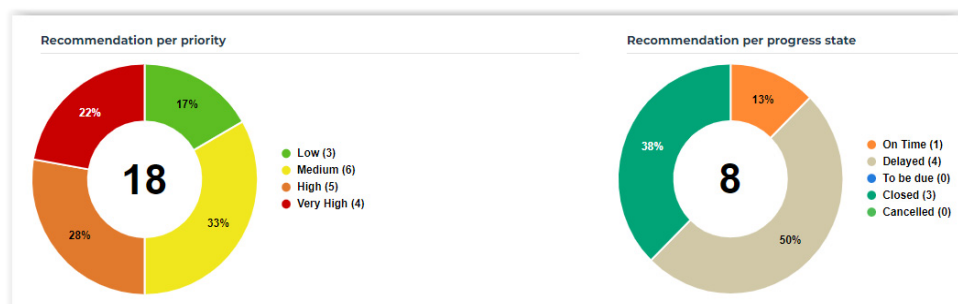 Recommendation per priority
22%
17%
18
28%
33%
Low (3)
Medium (6)
High (5)
Very High (4)
Recommendation per progress state
38%
13%
8
50%
On Time (1)
Delayed (4)
To be due (0)
Closed (3)
Cancelled (0)